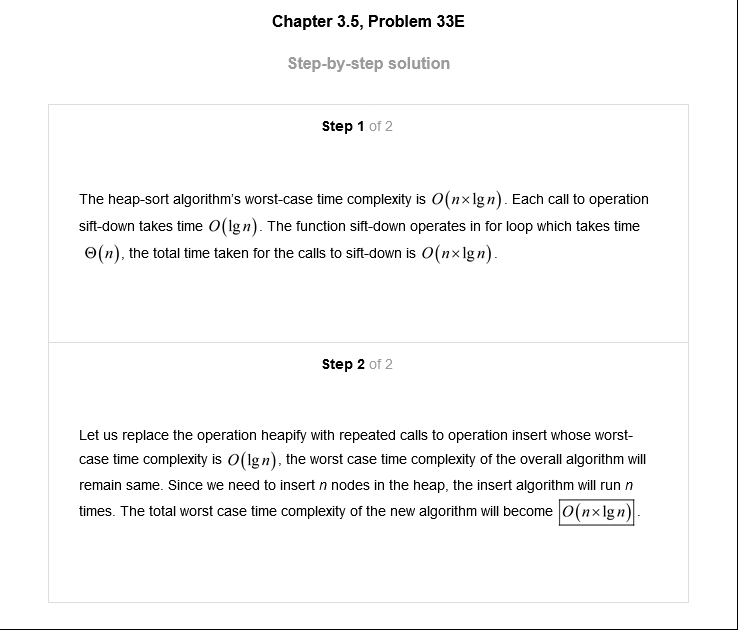 Chapter 3.5, Problem 33E
Step-by-step solution
Step 1 of 2
The heap-sort algorithm's worst-case time complexity is O(n×lg n). Each call to operation
sift-down takes time O(lg n). The function sift-down operates in for loop which takes time
Θ(n), the total time taken for the calls to sift-down is O(n×lg n).
Step 2 of 2
Let us replace the operation heapify with repeated calls to operation insert whose worst-
case time complexity is O(lg n), the worst case time complexity of the overall algorithm will
remain same. Since we need to insert n nodes in the heap, the insert algorithm will run n
times. The total worst case time complexity of the new algorithm will become O(n×lg n).